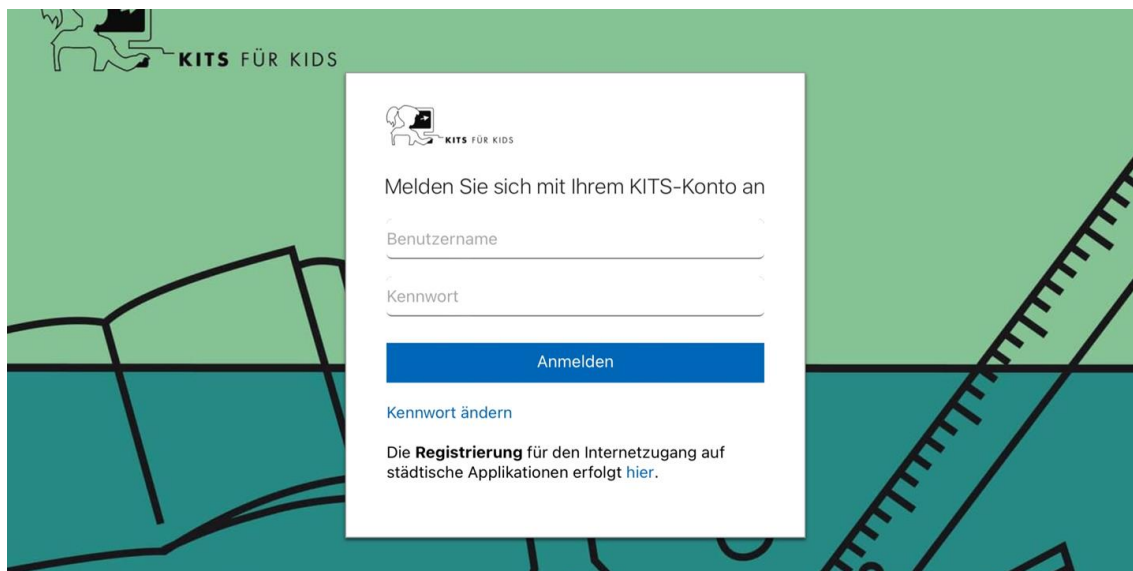 KITS FÜR KIDS
KITS FÜR KIDS
Melden Sie sich mit Ihrem KITS-Konto an
Benutzername
Kennwort
Anmelden
Kennwort ändern
Die Registrierung für den Internetzugang auf
städtische Applikationen erfolgt hier.